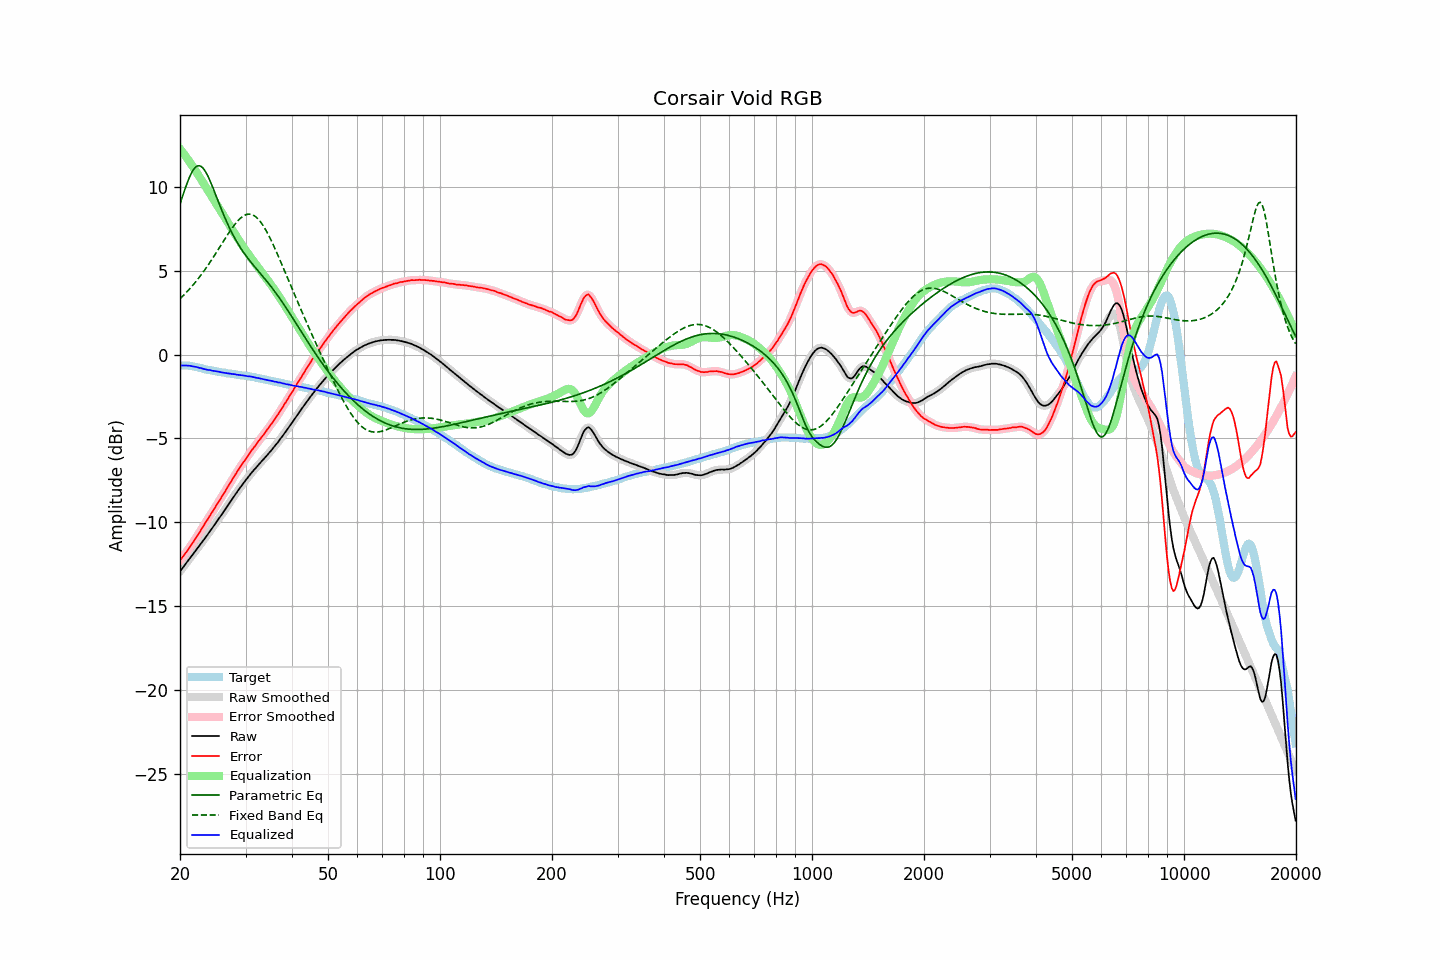 Corsair Void RGB
Amplitude (dBr)
10
5
0
−5
−10
−15
−20
−25
Target
Raw Smoothed
Error Smoothed
Raw
Error
Equalization
Parametric Eq
Fixed Band Eq
Equalized
20 50 100 200 500 1000 2000 5000 10000 20000
Frequency (Hz)